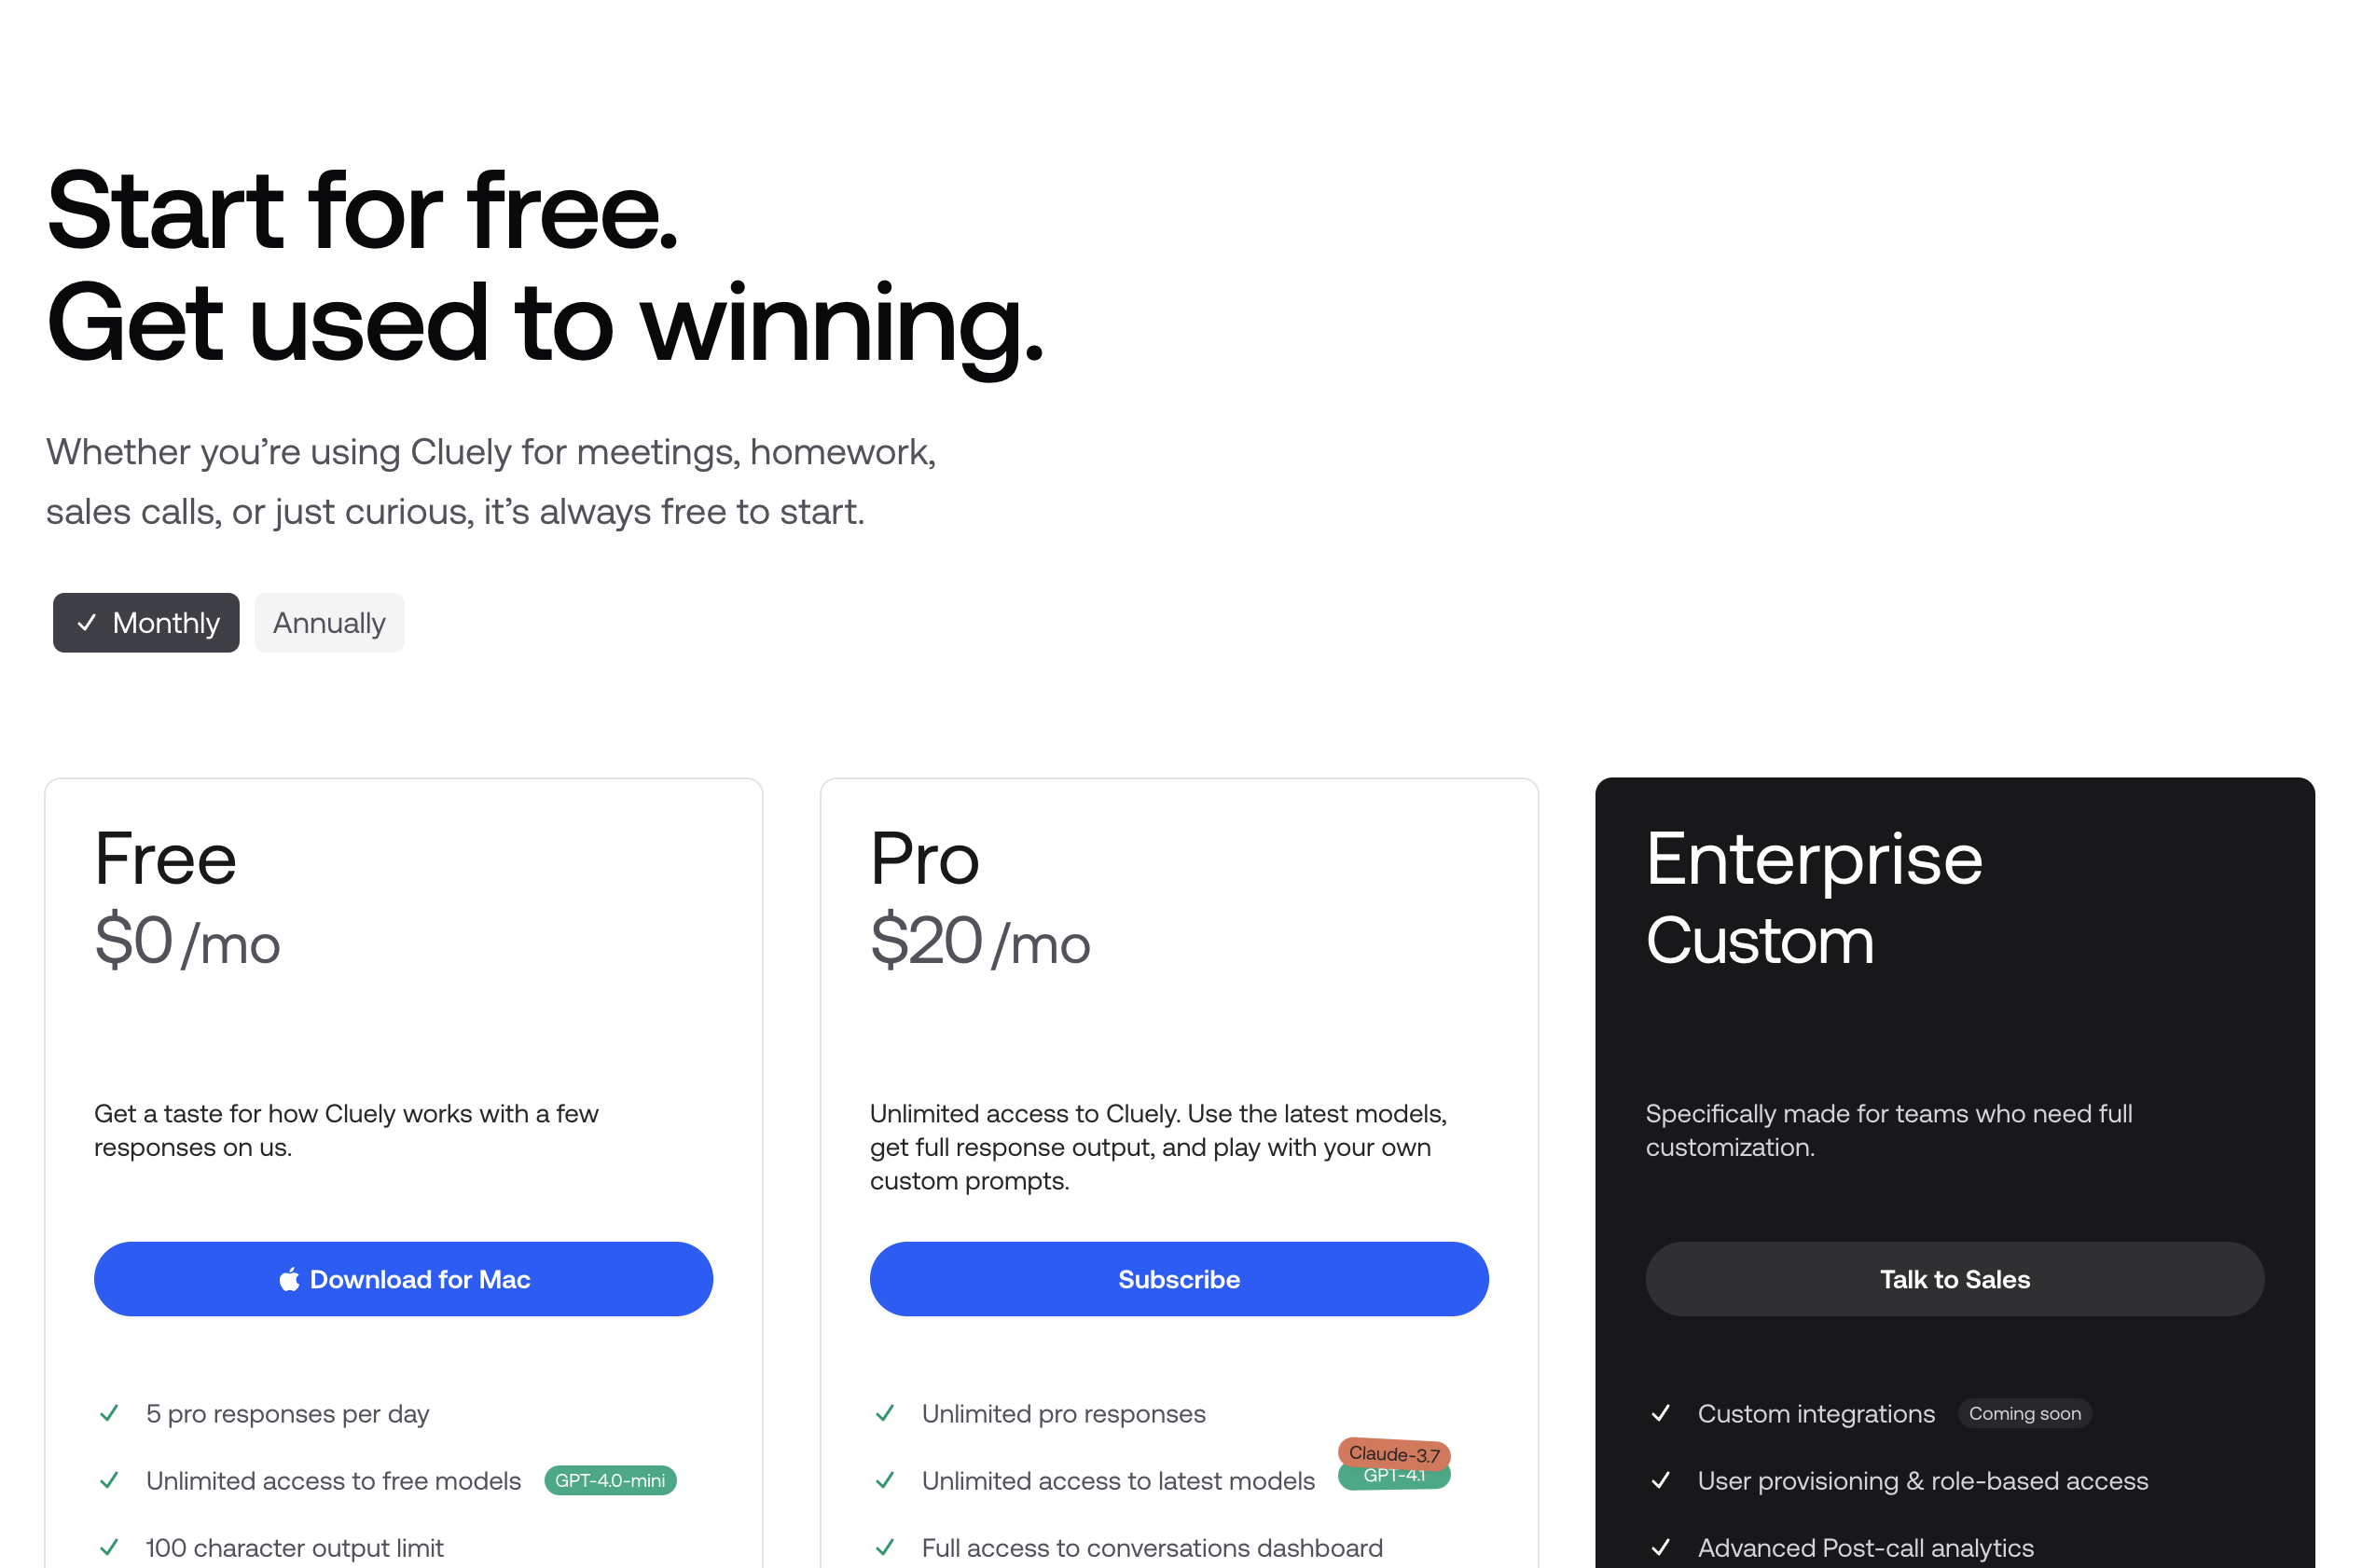 Start for free.
Get used to winning.
Whether you’re using Cluely for meetings, homework,
sales calls, or just curious, it’s always free to start.
Monthly
Annually
Free
$0/mo
Get a taste for how Cluely works with a few
responses on us.
Download for Mac
5 pro responses per day
Unlimited access to free models GPT-4.0-mini
100 character output limit
Pro
$20/mo
Unlimited access to Cluely. Use the latest models,
get full response output, and play with your own
custom prompts.
Subscribe
Unlimited pro responses
Claude-3.7
Unlimited access to latest models GPT-4.1
Full access to conversations dashboard
Enterprise
Custom
Specifically made for teams who need full
customization.
Talk to Sales
Custom integrations Coming soon
User provisioning & role-based access
Advanced Post-call analytics